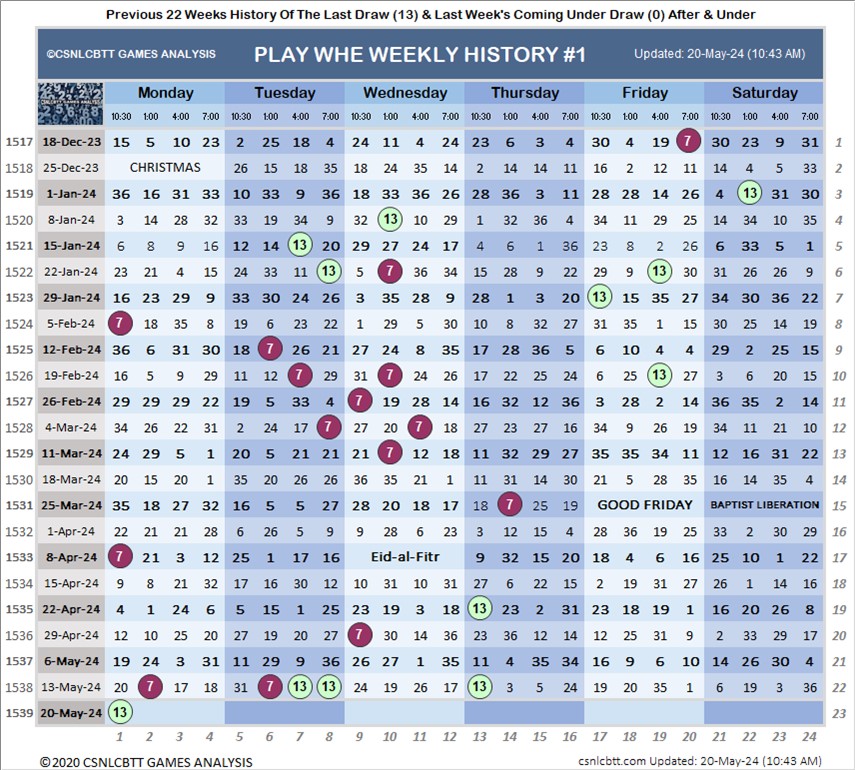 Previous 22 Weeks History Of The Last Draw (13) & Last Week's Coming Under Draw (0) After & Under
©CSNLCBTT GAMES ANALYSIS PLAY WHE WEEKLY HISTORY #1 Updated: 20-May-24 (10:43 AM)
Monday Tuesday Wednesday Thursday Friday Saturday
10:30 1:00 4:00 7:00 10:30 1:00 4:00 7:00 10:30 1:00 4:00 7:00 10:30 1:00 4:00 7:00 10:30 1:00 4:00 7:00 10:30 1:00 4:00 7:00
1517 18-Dec-23 15 5 10 23 2 25 18 4 24 11 4 24 23 6 3 4 30 4 19 7 30 23 9 31 1
1518 25-Dec-23 CHRISTMAS 26 15 18 35 18 24 35 14 2 14 14 11 16 2 12 11 14 4 5 33 2
1519 1-Jan-24 36 16 31 33 10 33 9 36 18 33 36 26 28 36 3 11 28 28 14 26 4 13 31 30 3
1520 8-Jan-24 3 14 28 32 33 19 34 9 32 13 10 29 1 32 36 4 34 11 29 25 14 34 10 35 4
1521 15-Jan-24 6 8 9 16 12 14 13 20 29 27 24 17 4 6 1 36 23 8 2 26 6 33 5 1 5
1522 22-Jan-24 23 21 4 15 24 33 11 13 5 7 36 34 15 28 9 22 29 9 13 30 31 26 26 9 6
1523 29-Jan-24 16 23 29 9 33 30 24 26 3 35 28 9 28 1 3 20 13 15 35 27 34 30 36 22 7
1524 5-Feb-24 7 18 35 8 19 6 23 22 1 29 5 30 10 8 32 27 31 35 1 15 30 25 14 19 8
1525 12-Feb-24 36 6 31 30 18 7 26 21 27 24 8 35 17 28 36 5 6 10 4 4 29 2 25 15 9
1526 19-Feb-24 16 5 9 29 11 12 7 29 31 7 24 26 17 22 25 24 6 25 13 27 3 6 20 15 10
1527 26-Feb-24 29 29 29 22 19 5 33 4 7 19 28 14 16 32 12 36 3 28 2 14 36 35 2 14 11
1528 4-Mar-24 34 26 22 31 2 24 17 7 27 20 7 18 27 23 27 16 34 9 26 19 34 11 21 10 12
1529 11-Mar-24 24 29 5 1 20 5 21 21 21 7 12 18 11 32 29 27 35 35 34 11 12 16 31 22 13
1530 18-Mar-24 20 15 20 1 35 20 26 26 36 35 21 1 11 31 14 30 21 5 28 35 16 14 35 4 14
1531 25-Mar-24 35 18 27 32 16 5 5 27 28 20 18 17 18 7 25 19 GOOD FRIDAY BAPTIST LIBERATION 15
1532 1-Apr-24 22 21 21 28 6 26 5 9 9 28 6 23 3 12 15 4 28 36 19 25 33 2 30 29 16
1533 8-Apr-24 7 21 3 12 25 1 17 16 Eid-al-Fitr 9 32 15 20 18 4 6 16 25 10 1 22 17
1534 15-Apr-24 9 8 21 32 17 16 30 12 10 31 10 31 27 6 22 15 2 19 31 27 26 1 14 16 18
1535 22-Apr-24 4 1 24 6 5 15 1 25 23 19 3 18 13 23 2 31 23 18 19 1 16 20 26 8 19
1536 29-Apr-24 12 10 25 20 27 19 20 27 7 30 14 36 23 36 12 14 12 25 31 9 2 33 29 17 20
1537 6-May-24 19 24 3 31 11 29 9 36 26 27 1 35 11 4 35 34 16 9 6 10 14 26 30 4 21
1538 13-May-24 20 7 17 18 31 7 13 13 24 19 26 17 13 3 5 24 19 20 35 1 6 19 3 36 22
1539 20-May-24 13 23
1 2 3 4 5 6 7 8 9 10 11 12 13 14 15 16 17 18 19 20 21 22 23 24
©2020 CSNLCBTT GAMES ANALYSIS csnlcbtt.com Updated: 20-May-24 (10:43 AM)